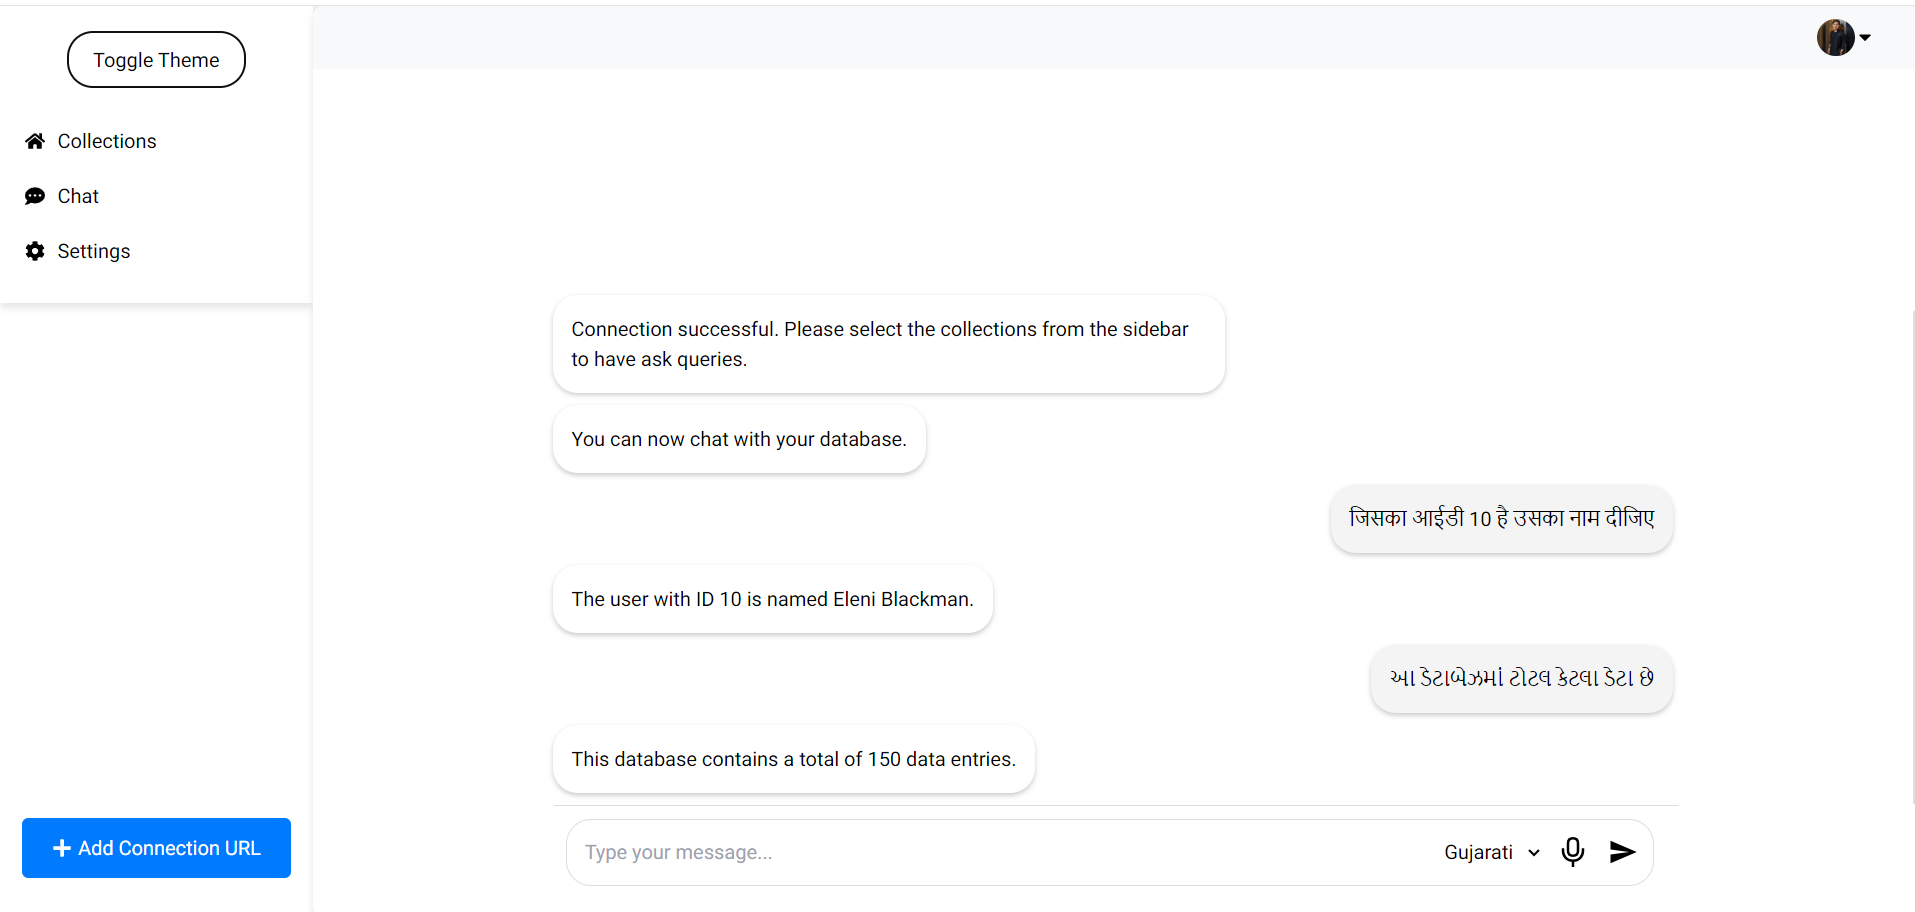 Toggle Theme
Collections
Chat
Settings
Connection successful. Please select the collections from the sidebar
to have ask queries.
You can now chat with your database.
जिसका आईडी 10 है उसका नाम दीजिए
The user with ID 10 is named Eleni Blackman.
આ ડેટાબેઝમાં ટોટલ કેટલા ડેટા છે
This database contains a total of 150 data entries.
Add Connection URL
Type your message...
Gujarati